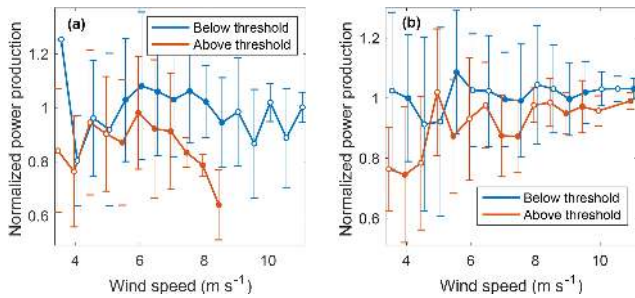 (a)
Below threshold
Above threshold
Normalized power production
1.2
1
0.8
0.6
4
6
8
10
Wind speed (m s⁻¹)
(b)
Below threshold
Above threshold
Normalized power production
1.2
1
0.8
0.6
4
6
8
10
Wind speed (m s⁻¹)